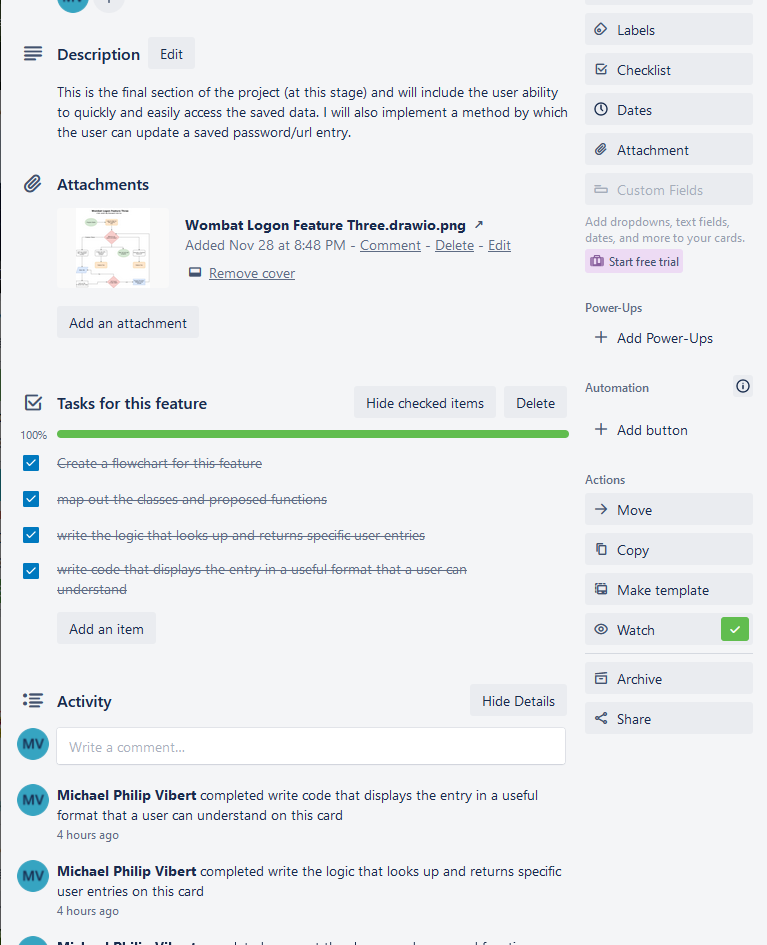 MV
Description
Edit
This is the final section of the project (at this stage) and will include the user ability
to quickly and easily access the saved data. I will also implement a method by which
the user can update a saved password/url entry.
Attachments
Wombat Logon Feature Three.drawio.png ↗
Added Nov 28 at 8:48 PM - Comment - Delete - Edit
Remove cover
Add an attachment
Tasks for this feature
Hide checked items
Delete
100%
Create a flowchart for this feature
map out the classes and proposed functions
write the logic that looks up and returns specific user entries
write code that displays the entry in a useful format that a user can
understand
Add an item
Activity
Hide Details
MV
Write a comment...
MV
Michael Philip Vibert completed write code that displays the entry in a useful
format that a user can understand on this card
4 hours ago
MV
Michael Philip Vibert completed write the logic that looks up and returns specific
user entries on this card
4 hours ago
Labels
Checklist
Dates
Attachment
Custom Fields
Add dropdowns, text fields,
dates, and more to your cards.
Start free trial
Power-Ups
+ Add Power-Ups
Automation
+ Add button
Actions
Move
Copy
Make template
Watch
Archive
Share